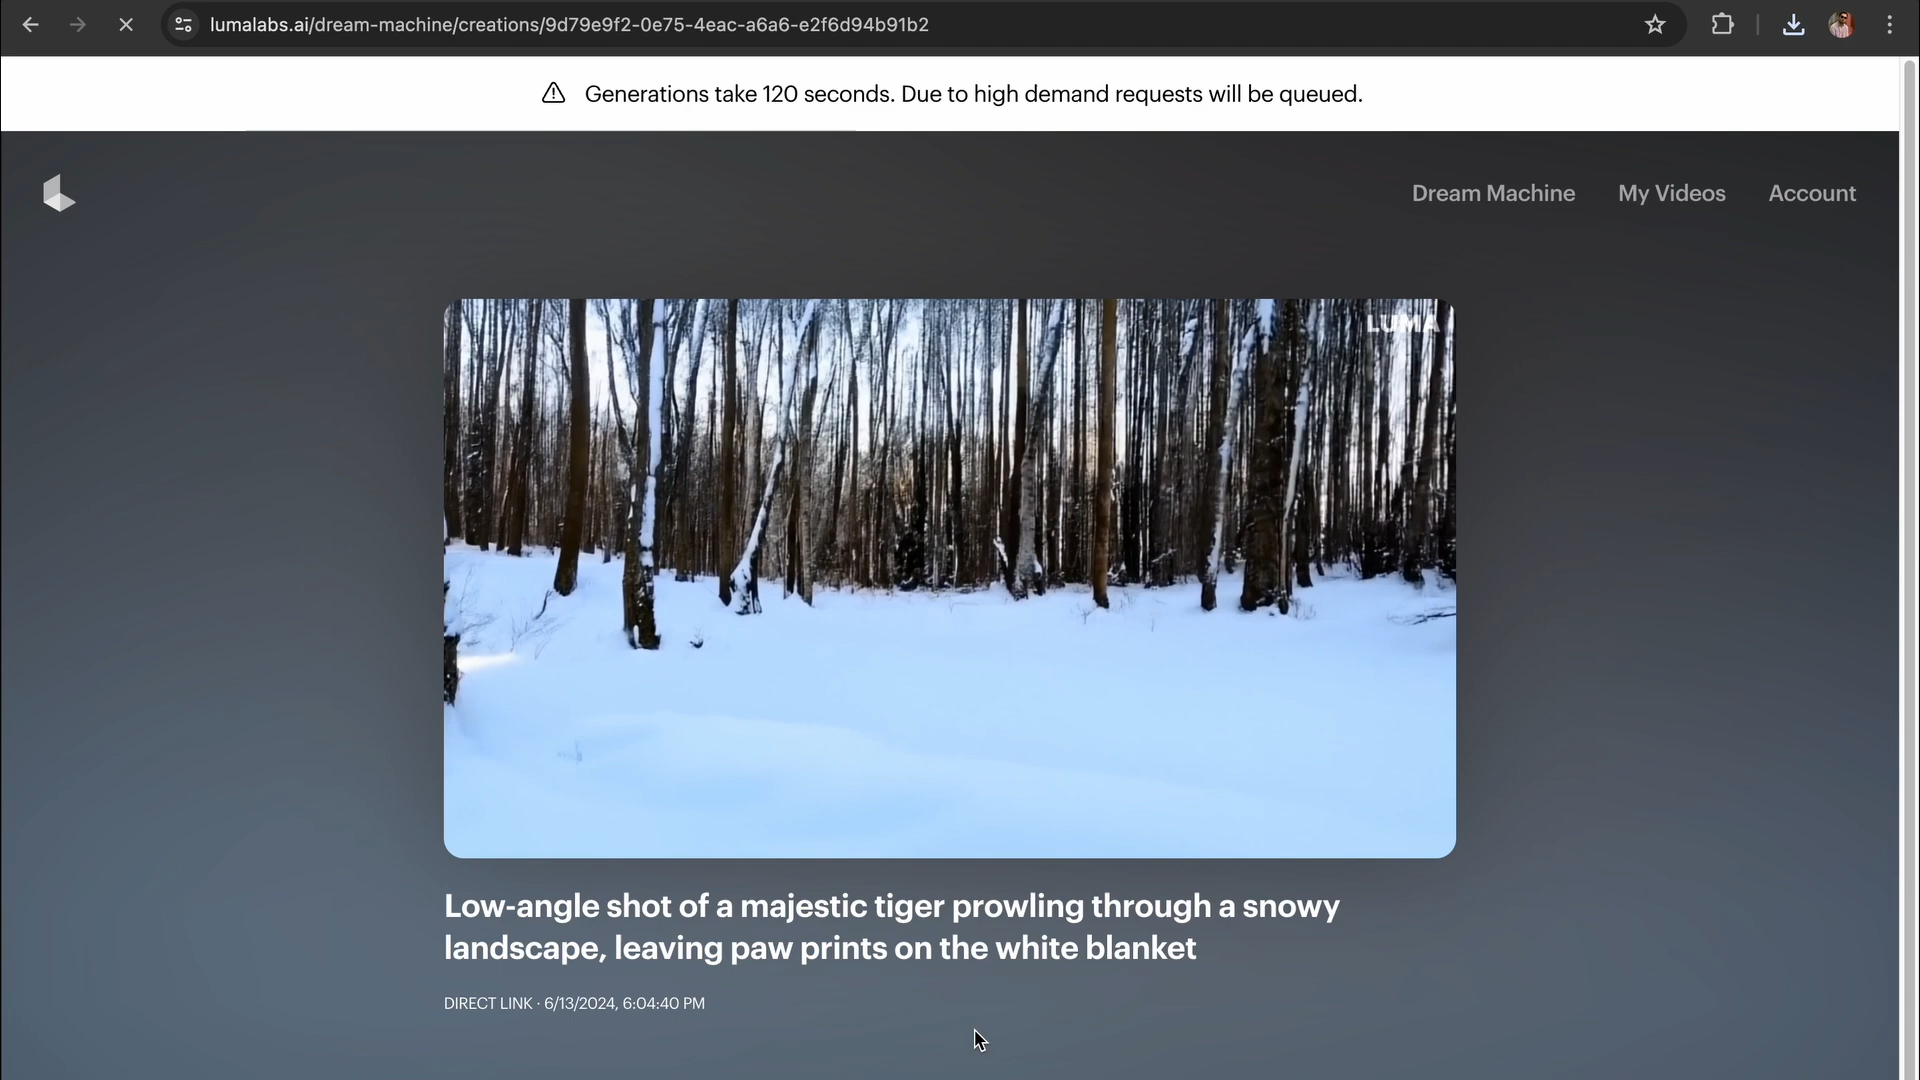 lumalabs.ai/dream-machine/creations/9d79e9f2-0e75-4eac-a6a6-e2f6d94b91b2
Generations take 120 seconds. Due to high demand requests will be queued.
Dream Machine My Videos Account
LUMA
Low-angle shot of a majestic tiger prowling through a snowy
landscape, leaving paw prints on the white blanket
DIRECT LINK · 6/13/2024, 6:04:40 PM